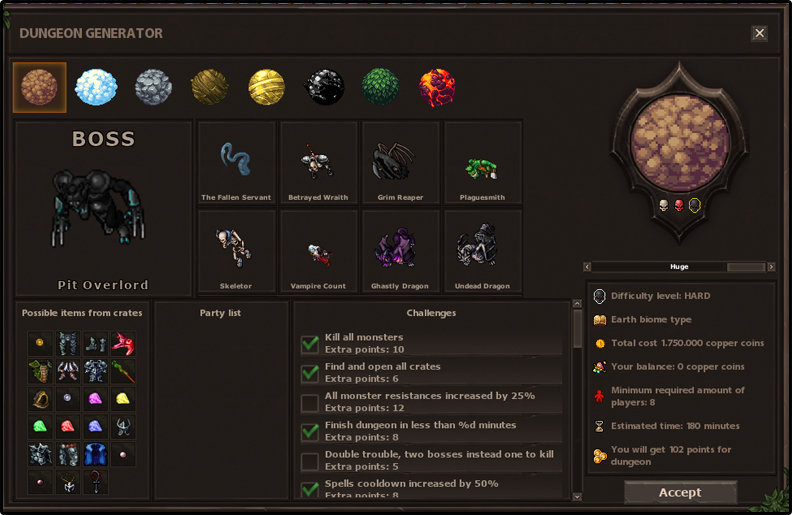 DUNGEON GENERATOR
BOSS
Pit Overlord
The Fallen Servant
Betrayed Wraith
Grim Reaper
Plaguesmith
Skeletor
Vampire Count
Ghastly Dragon
Undead Dragon
Huge
Possible items from crates
Party list
Challenges
Kill all monsters
Extra points: 10
Find and open all crates
Extra points: 6
All monster resistances increased by 25%
Extra points: 12
Finish dungeon in less than %d minutes
Extra points: 8
Double trouble, two bosses instead one to kill
Extra points: 5
Spells cooldown increased by 50%
Extra points: 8
Difficulty level: HARD
Earth biome type
Total cost 1.750.000 copper coins
Your balance: 0 copper coins
Minimum required amount of
players: 8
Estimated time: 180 minutes
You will get 102 points for
dungeon
Accept